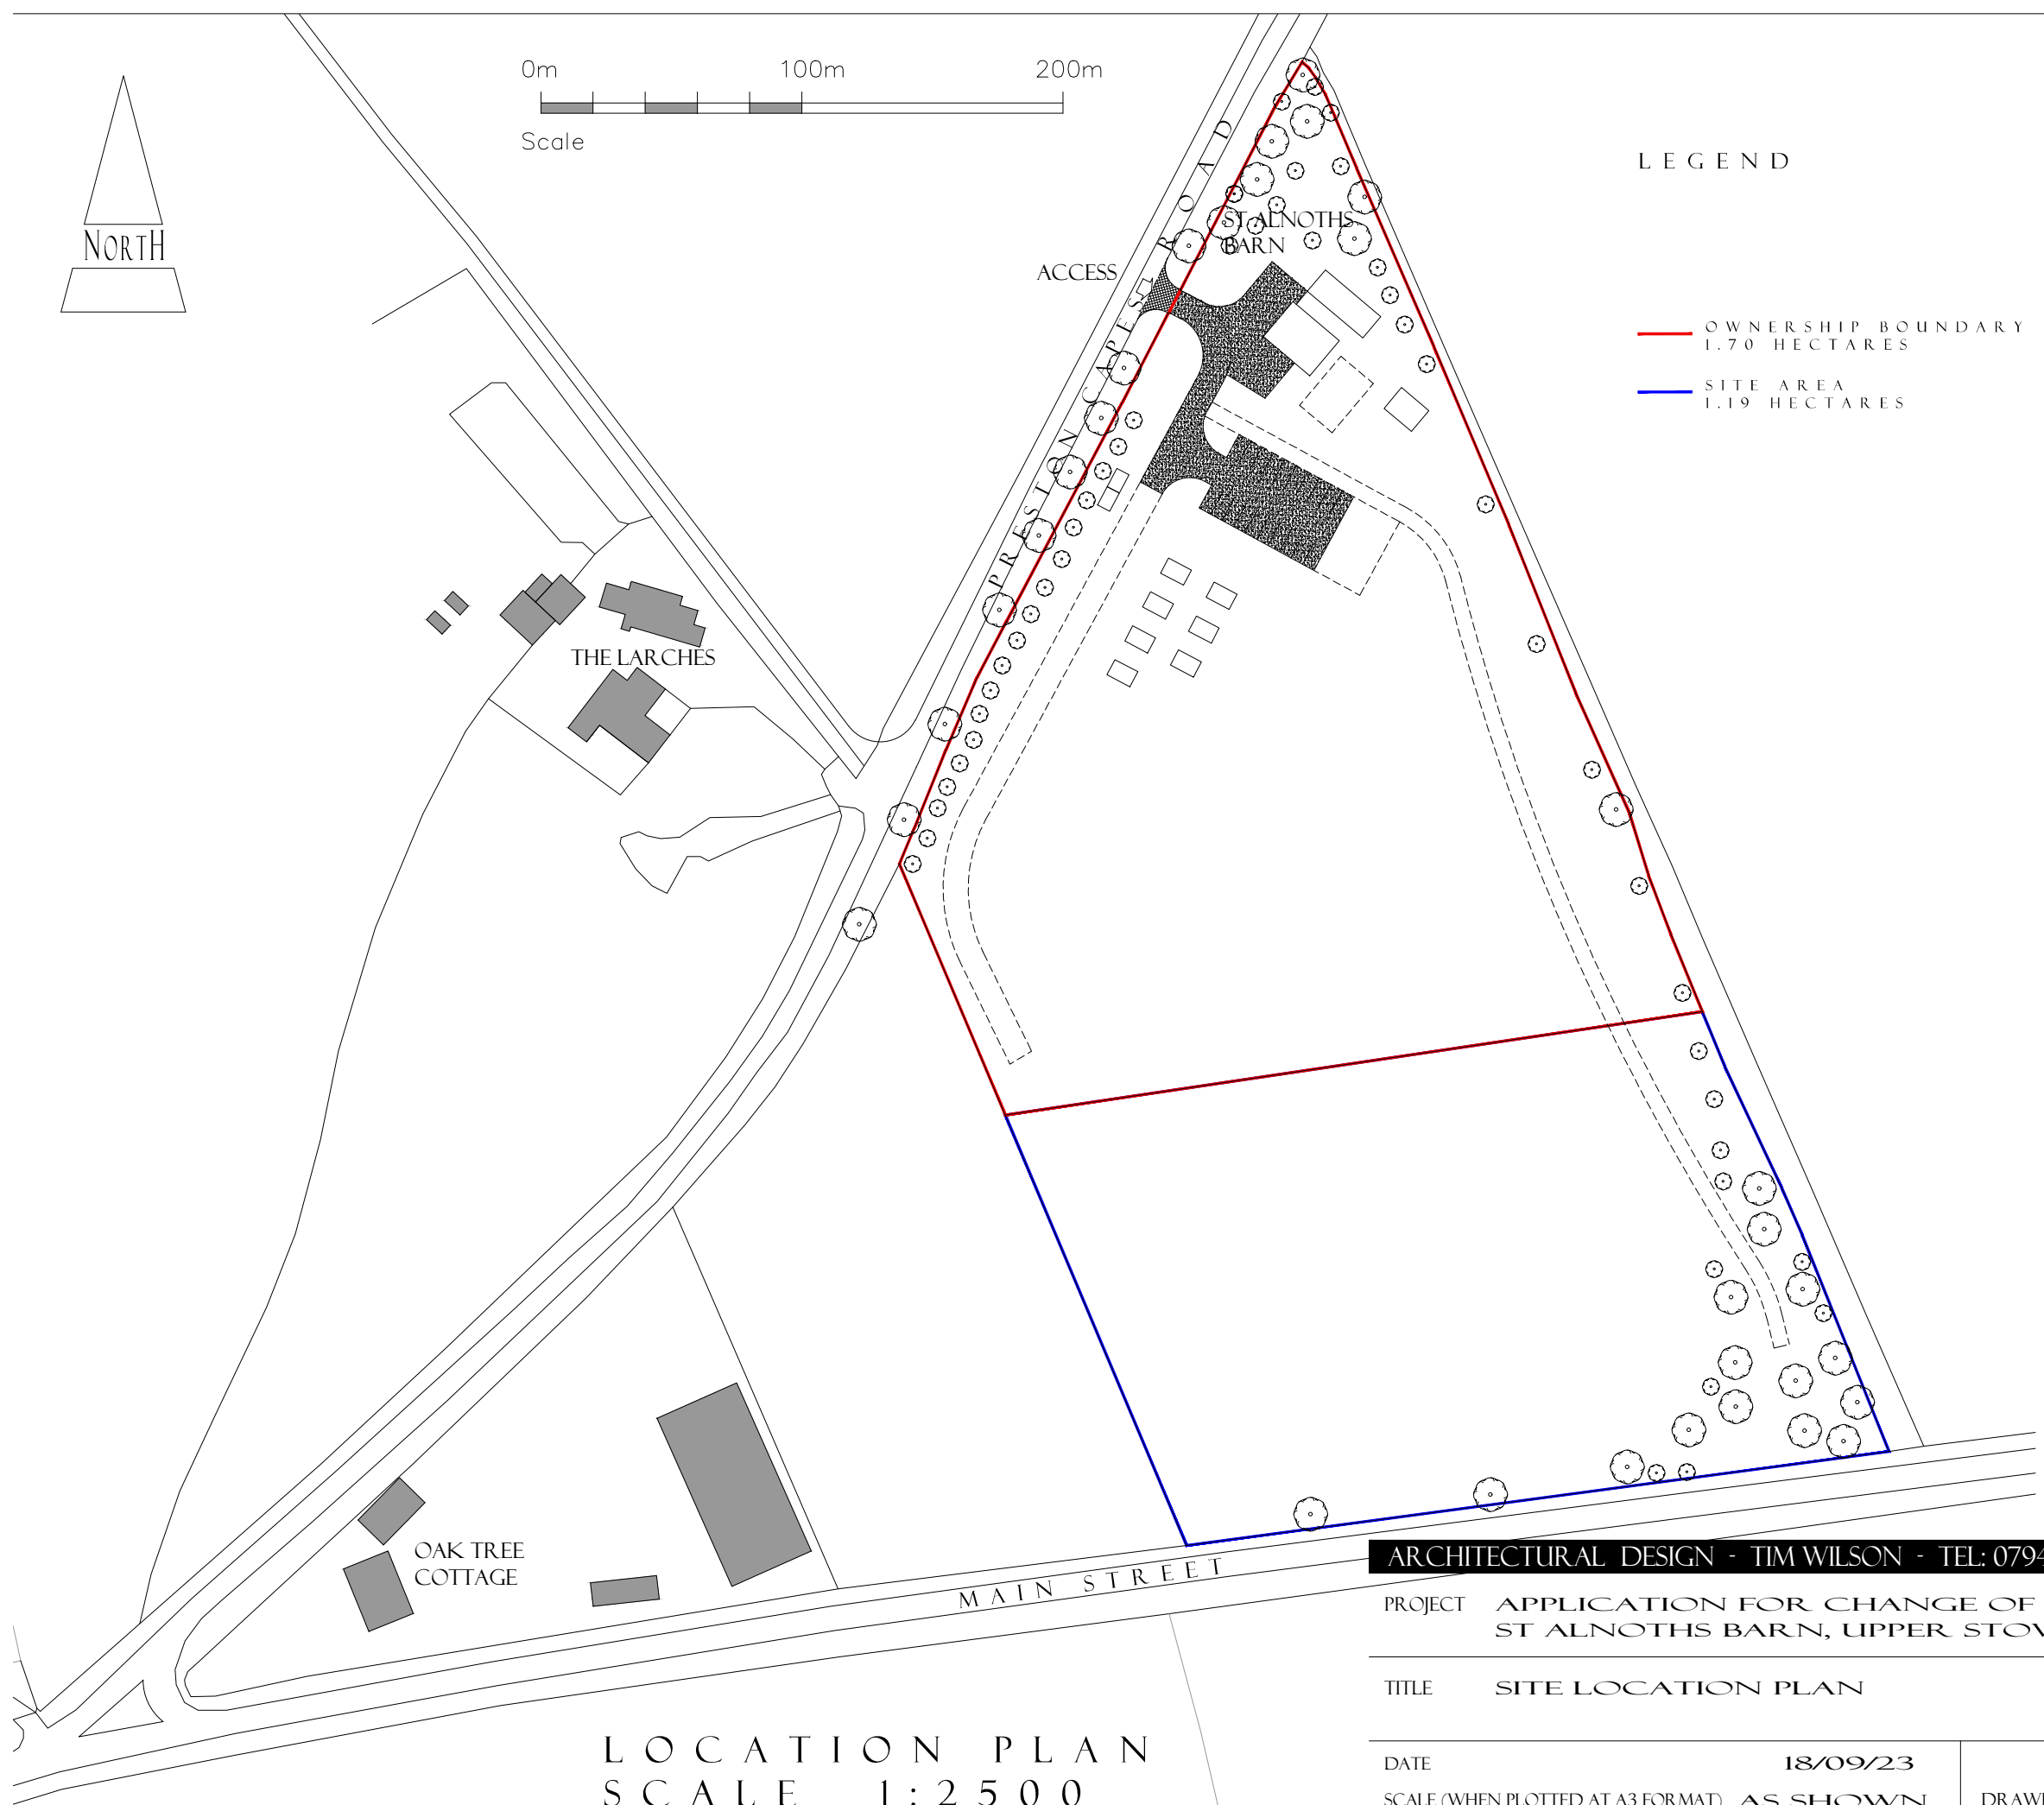 0m 100m 200m
Scale
NORTH
LEGEND
OWNERSHIP BOUNDARY
1.70 HECTARES
SITE AREA
1.19 HECTARES
ST ALNOTHS
BARN
ACCESS
PRESTON CAPES ROAD
THE LARCHES
OAK TREE
COTTAGE
MAIN STREET
LOCATION PLAN
SCALE 1:2500
ARCHITECTURAL DESIGN - TIM WILSON - TEL: 0794
PROJECT APPLICATION FOR CHANGE OF
ST ALNOTHS BARN, UPPER
TITLE SITE LOCATION PLAN
DATE 18/09/23
SCALE (WHEN PLOTTED AT A3 FORMAT) AS SHOWN